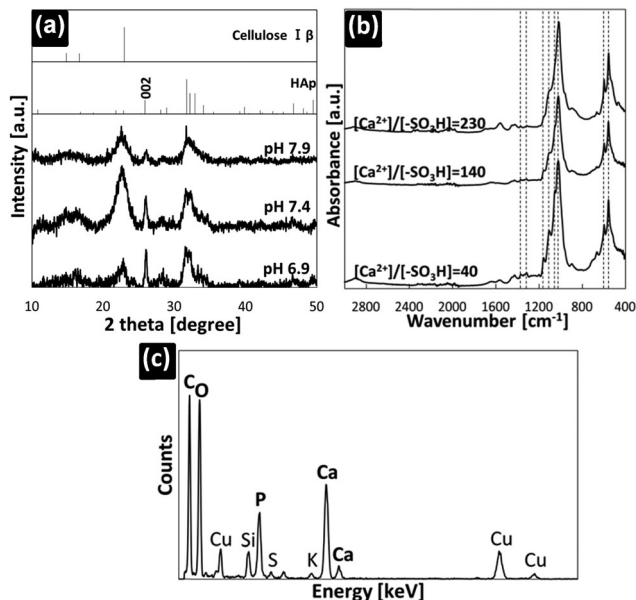 (a)
Cellulose I β
HAp
002
pH 7.9
pH 7.4
pH 6.9
Intensity [a.u.]
10 20 30 40 50
2 theta [degree]
(b)
[Ca²⁺]/[-SO₃H]=230
[Ca²⁺]/[-SO₃H]=140
[Ca²⁺]/[-SO₃H]=40
Absorbance [a.u.]
2800 2400 2000 1600 1200 800 400
Wavenumber [cm⁻¹]
(c)
C O
Cu Si P S K Ca Ca Cu Cu
Counts
Energy [keV]